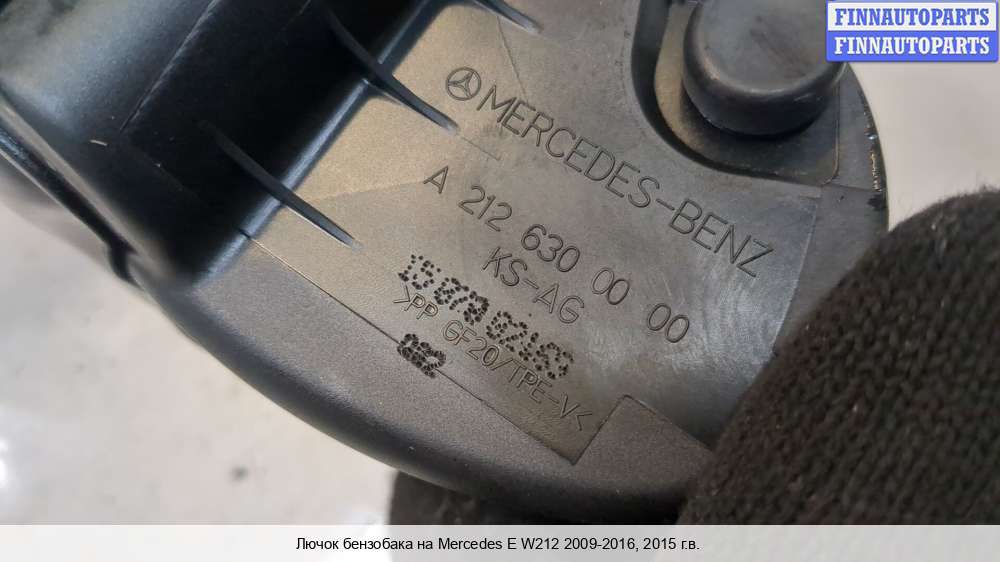 FINNAUTOPARTS
FINNAUTOPARTS
MERCEDES-BENZ
A 212 630 00 00
KS-AG
>PP GF20/TPE-V<
Лючок бензобака на Mercedes E W212 2009-2016, 2015 г.в.